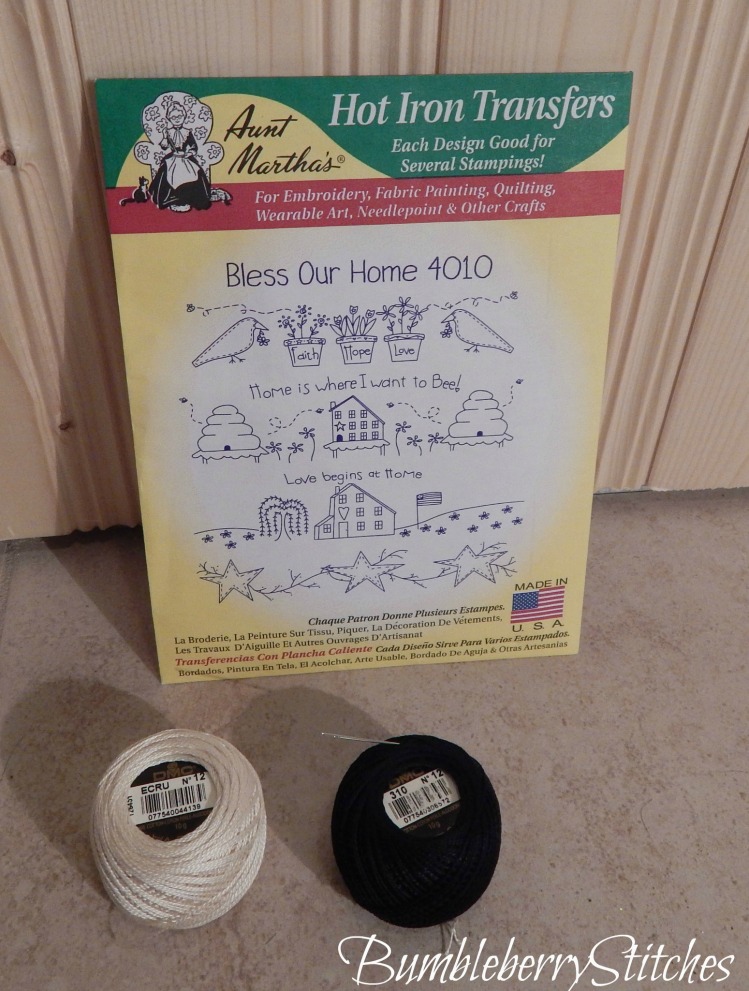 Aunt
Martha's®
Hot Iron Transfers
Each Design Good for
Several Stampings!
For Embroidery, Fabric Painting, Quilting,
Wearable Art, Needlepoint & Other Crafts
Bless Our Home 4010
Faith Hope Love
Home is where I want to Bee!
Love begins at Home
MADE IN
U. S. A.
Chaque Patron Donne Plusieurs Estampes.
La Broderie, La Peinture Sur Tissu, Piquer, La Décoration De Vêtements,
Les Travaux D'Aiguille Et Autres Ouvrages D'Artisanat
Transferencias Con Plancha Caliente Cada Diseño Sirve Para Varios Estampados.
Bordados, Pintura En Tela, El Acolchar, Arte Usable, Bordado De Aguja & Otras Artesanias
DMC
ECRU N° 12
077540044138
10 g
DMC
310 N° 12
10 g
BumbleberryStitches